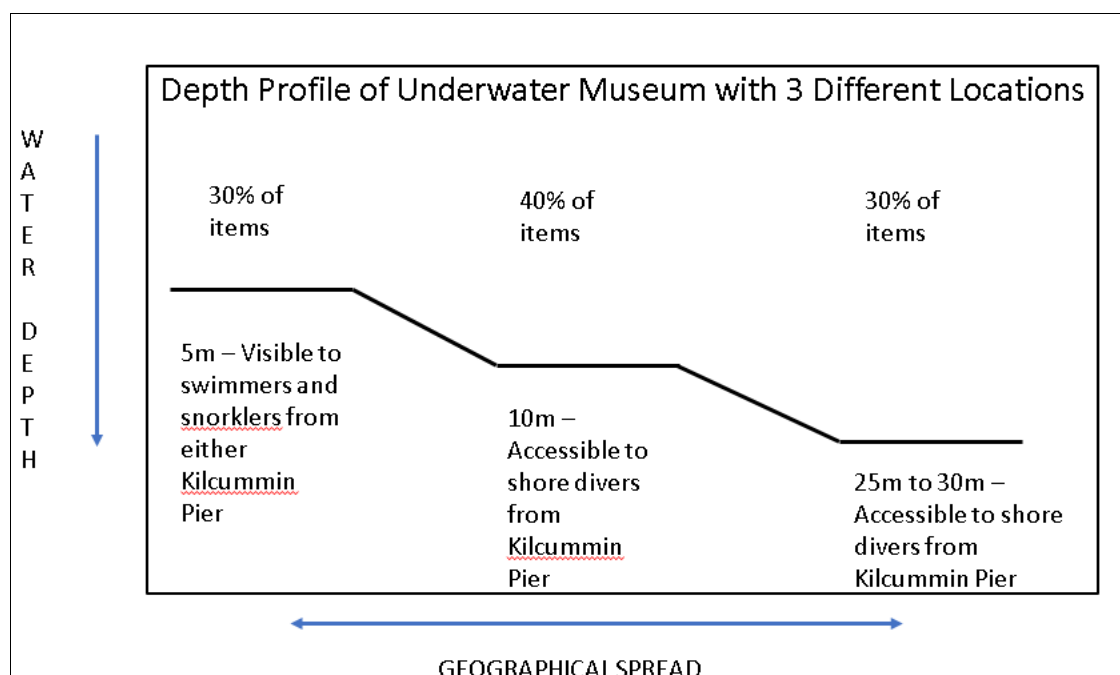 Depth Profile of Underwater Museum with 3 Different Locations
WATER DEPTH
30% of
items
40% of
items
30% of
items
5m – Visible to
swimmers and
snorklers from
either
Kilcummin
Pier
10m –
Accessible to
shore divers
from
Kilcummin
Pier
25m to 30m –
Accessible to shore
divers from
Kilcummin Pier
GEOGRAPHICAL SPREAD